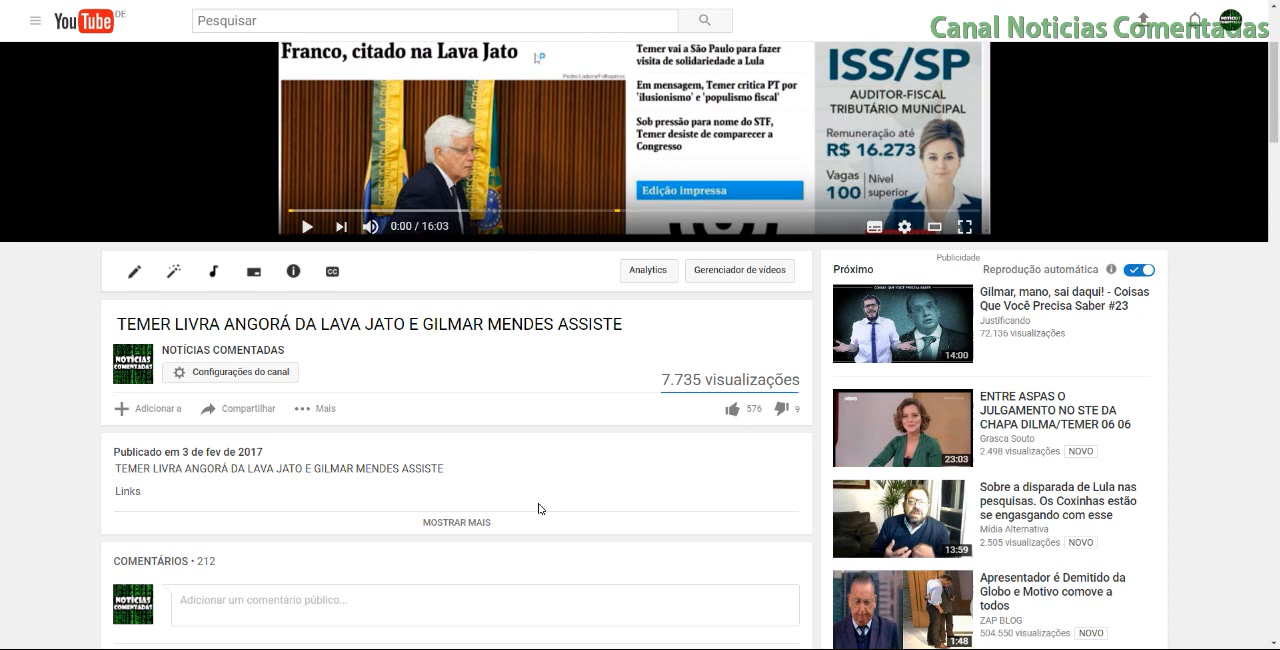 YouTube DE
Pesquisar
Canal Noticias Comentadas
Franco, citado na Lava Jato
Temer vai a São Paulo para fazer
visita de solidariedade a Lula
Em mensagem, Temer critica PT por
'ilusionismo' e 'populismo fiscal'
Sob pressão para nome do STF,
Temer desiste de comparecer a
Congresso
Edição impressa
ISS/SP
AUDITOR-FISCAL
TRIBUTÁRIO MUNICIPAL
Remuneração até
R$ 16.273
Vagas
100
Nível
superior
0:00 / 16:03
Analytics
Gerenciador de vídeos
TEMER LIVRA ANGORÁ DA LAVA JATO E GILMAR MENDES ASSISTE
NOTÍCIAS
COMENTADAS
NOTÍCIAS COMENTADAS
Configurações do canal
7.735 visualizações
Adicionar a
Compartilhar
Mais
576
9
Publicado em 3 de fev de 2017
TEMER LIVRA ANGORÁ DA LAVA JATO E GILMAR MENDES ASSISTE
Links
MOSTRAR MAIS
COMENTÁRIOS • 212
NOTÍCIAS
COMENTADAS
Adicionar um comentário público...
Publicidade
Próximo
Reprodução automática
Gilmar, mano, sai daqui! - Coisas
Que Você Precisa Saber #23
Justificando
72.136 visualizações
14:00
ENTRE ASPAS O
JULGAMENTO NO STE DA
CHAPA DILMA/TEMER 06 06
Grasca Souto
2.498 visualizações NOVO
23:03
Sobre a disparada de Lula nas
pesquisas. Os Coxinhas estão
se engasgando com esse
Mídia Alternativa
2.505 visualizações NOVO
13:59
Apresentador é Demitido da
Globo e Motivo comove a
todos
ZAP BLOG
504.550 visualizações NOVO
1:48